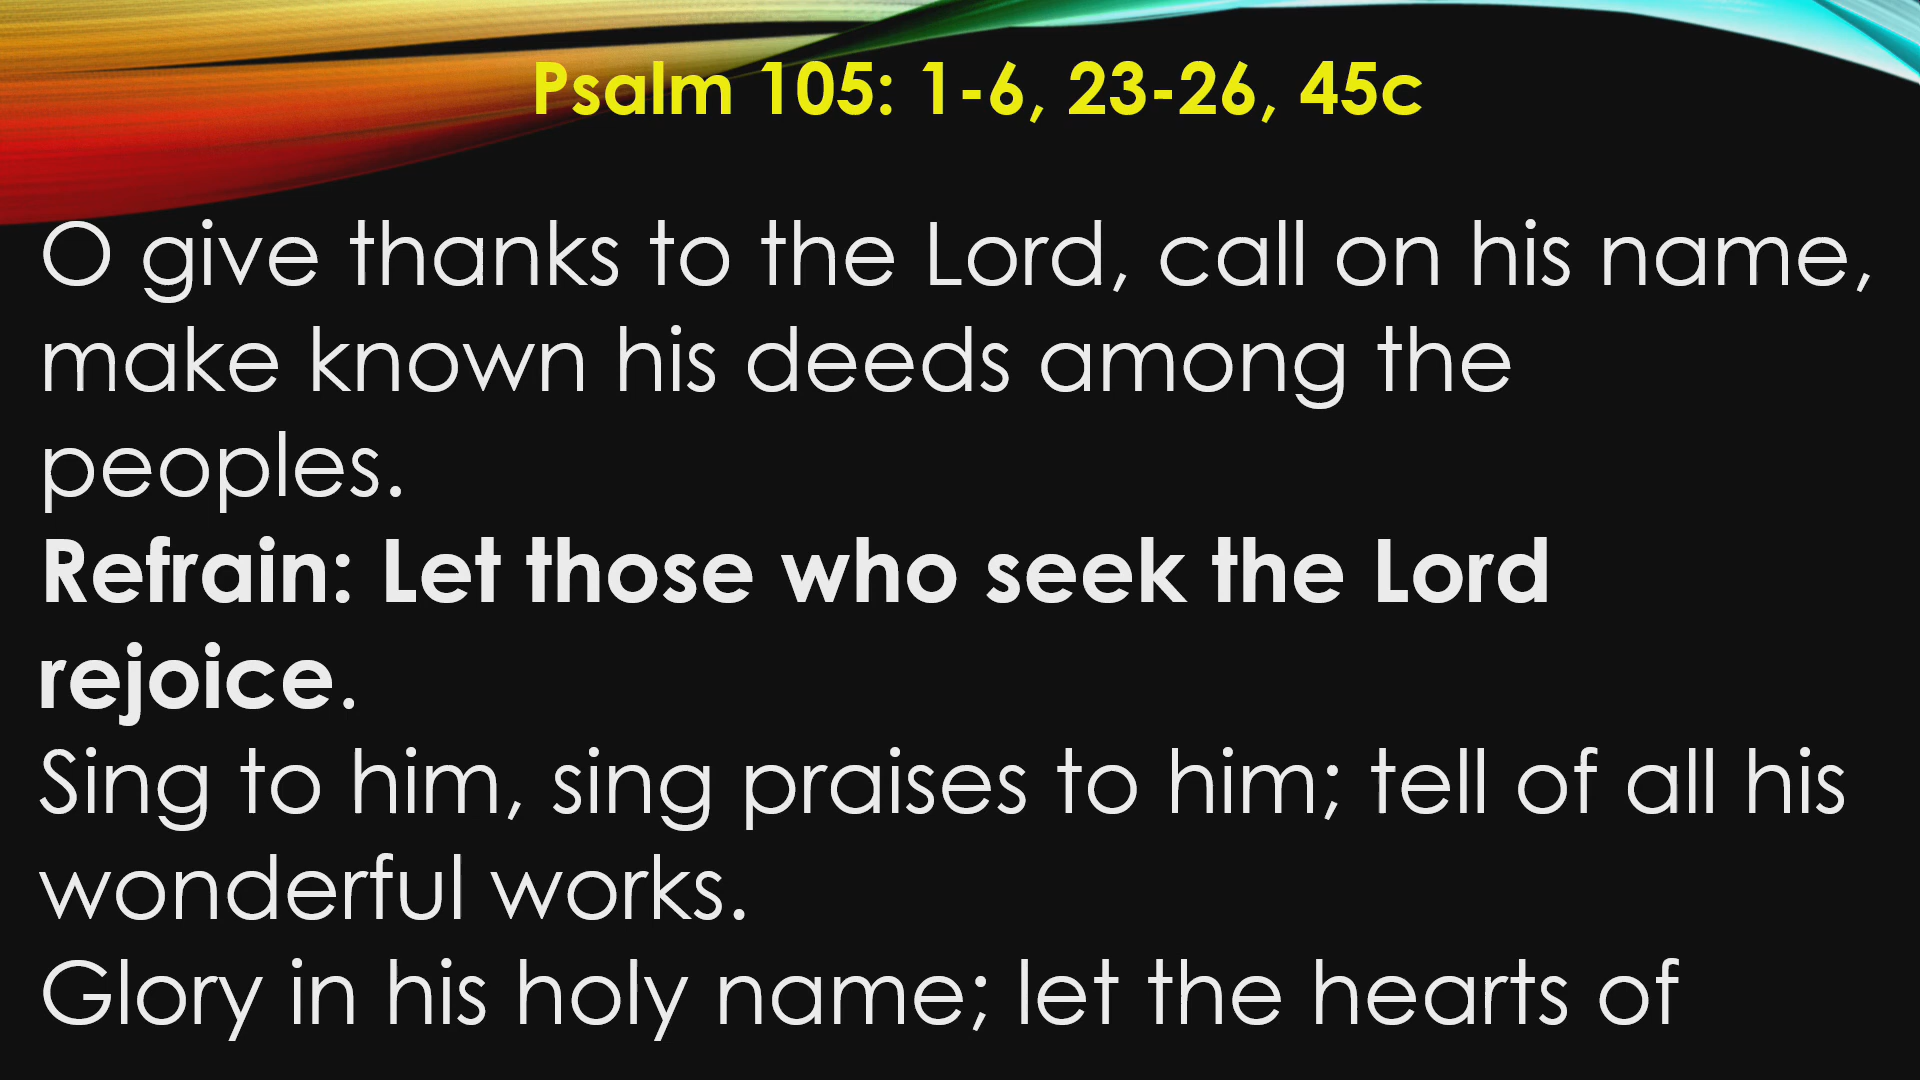 Psalm 105: 1-6, 23-26, 45c
O give thanks to the Lord, call on his name,
make known his deeds among the
peoples.
Refrain: Let those who seek the Lord
rejoice.
Sing to him, sing praises to him; tell of all his
wonderful works.
Glory in his holy name; let the hearts of